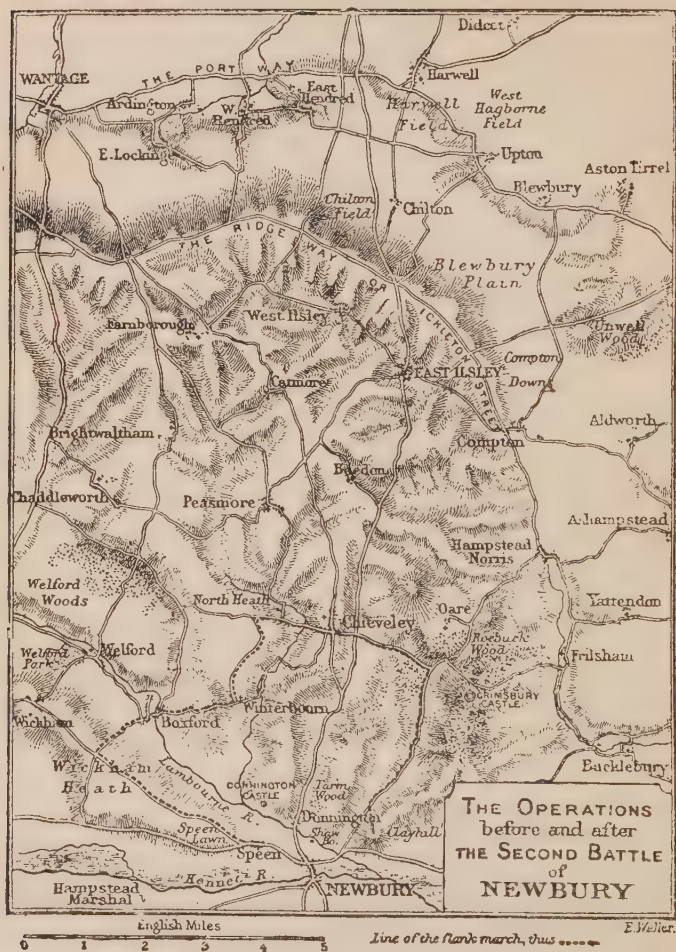 Didcot
WANTAGE
THE PORT WAY
Harwell
Ardington
East
Hendred
W.
Hendred
Harwell
Field
West
Hagborne
Field
E. Locking
Upton
Aston Tirrel
Blewbury
Chilton
Field
Chilton
THE RIDGE WAY OR ICKLETON STREET
Blewbury
Plain
Farnborough
West Ilsley
Unwell
Wood
Compton
Downs
EAST ILSLEY
Catmore
Aldworth
Brightwaltham
Compton
Beedon
Chaddleworth
Peasmore
Ashampstead
Hampstead
Norris
Welford
Woods
North Heath
Oare
Yattendon
Chieveley
Roebuck
Wood
Welford
Park
Welford
Frilsham
GRIMSBURY
CASTLE
Wickham
Boxford
Winterbourn
Bucklebury
Wickham
Heath
Lambourne R.
DONNINGTON
CASTLE
Farm
Wood
Donnington
Shaw
Ho.
Clayhill
Speen
Lawn
Speen
Kennet R.
Hampstead
Marshal
NEWBURY
THE OPERATIONS
before and after
THE SECOND BATTLE
of
NEWBURY
English Miles
0 1 2 3 4 5
Line of the flank march, thus
E. Weller.